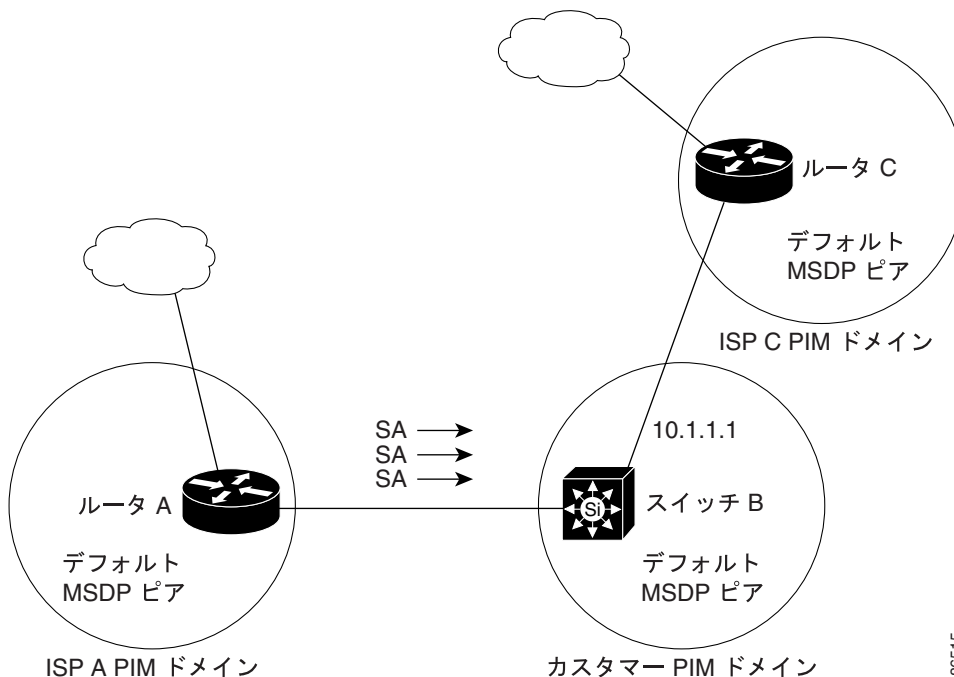 ルータ C
デフォルト
MSDP ピア
ISP C PIM ドメイン
SA
SA
SA
10.1.1.1
ルータ A
Si
スイッチ B
デフォルト
MSDP ピア
デフォルト
MSDP ピア
ISP A PIM ドメイン
カスタマー PIM ドメイン